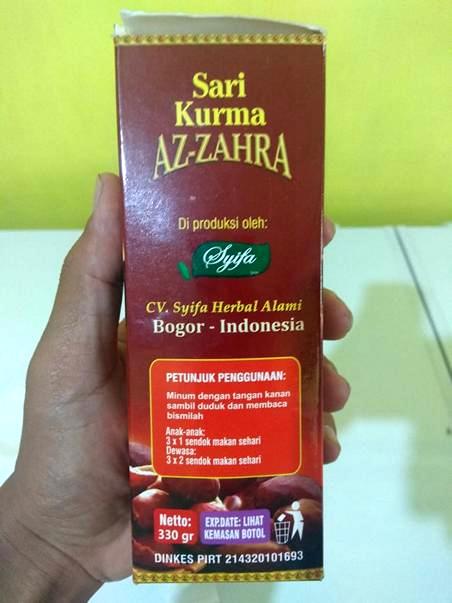 Sari
Kurma
AZ-ZAHRA
Di produksi oleh:
Syifa
CV. Syifa Herbal Alami
Bogor - Indonesia
PETUNJUK PENGGUNAAN:
Minum dengan tangan kanan
sambil duduk dan membaca
bismilah
Anak-anak:
3 x 1 sendok makan sehari
Dewasa:
3 x 2 sendok makan sehari
Netto:
330 gr
EXP.DATE: LIHAT
KEMASAN BOTOL
DINKES PIRT 214320101693